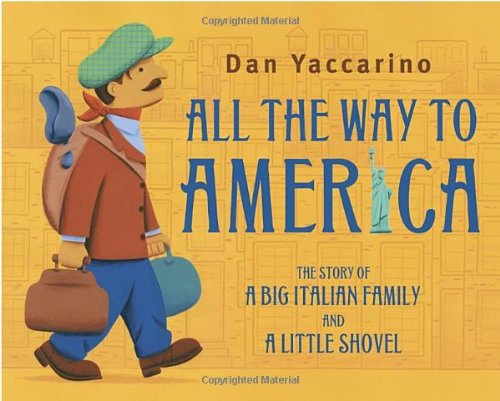 Copyrighted Material
Dan Yaccarino
ALL THE WAY TO
AMERICA
THE STORY OF
A BIG ITALIAN FAMILY
AND
A LITTLE SHOVEL
Copyrighted Material